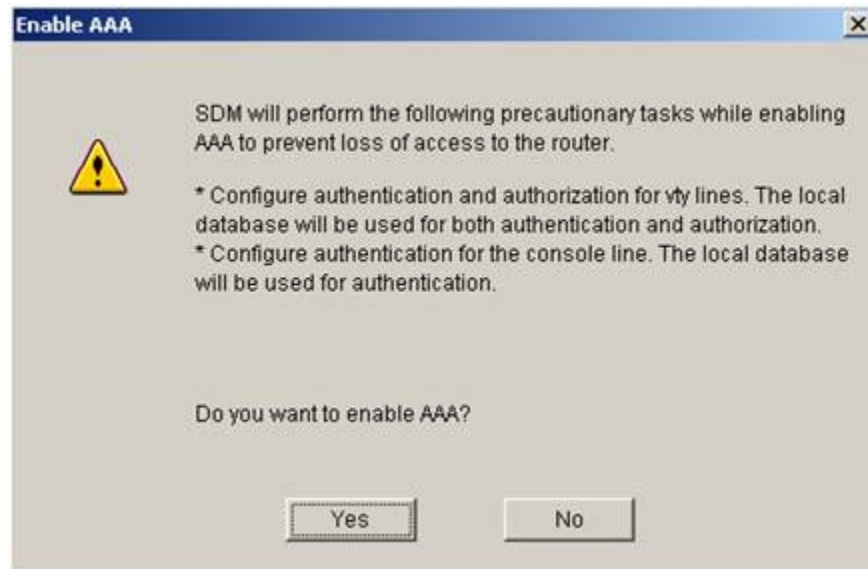 Enable AAA
SDM will perform the following precautionary tasks while enabling
AAA to prevent loss of access to the router.
* Configure authentication and authorization for vty lines. The local
database will be used for both authentication and authorization.
* Configure authentication for the console line. The local database
will be used for authentication.
Do you want to enable AAA?
Yes
No